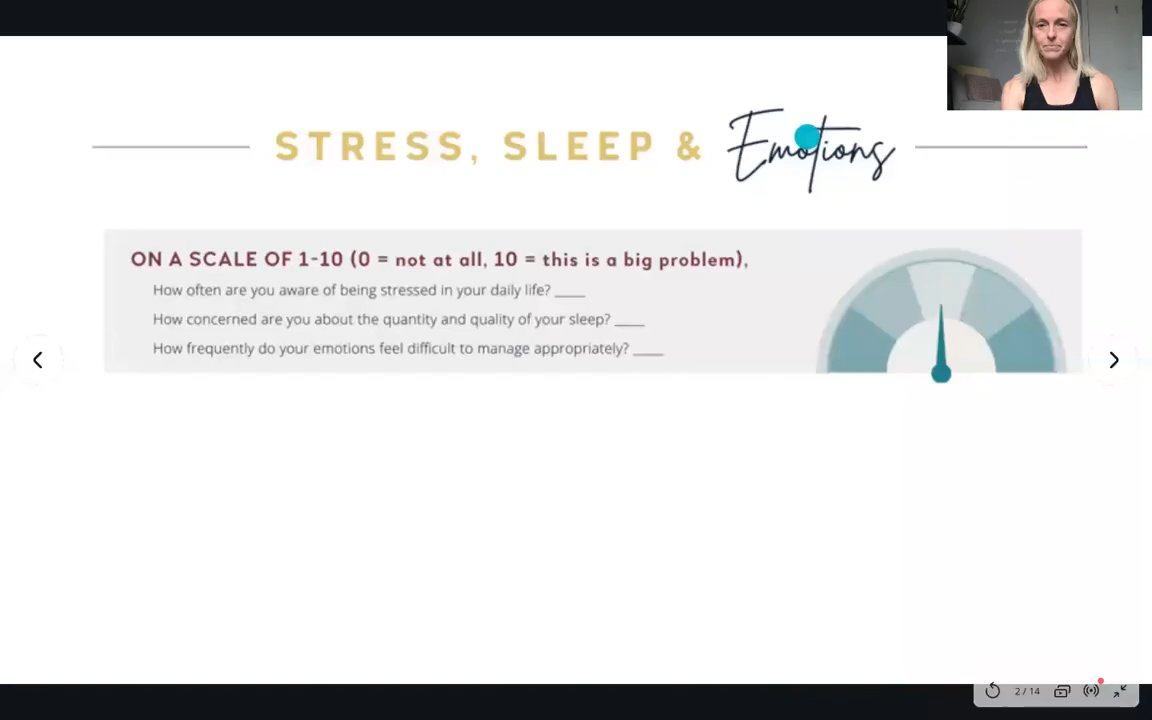 STRESS, SLEEP & Emotions
ON A SCALE OF 1-10 (0 = not at all, 10 = this is a big problem),
How often are you aware of being stressed in your daily life? ____
How concerned are you about the quantity and quality of your sleep? ____
How frequently do your emotions feel difficult to manage appropriately? ____
2 / 14